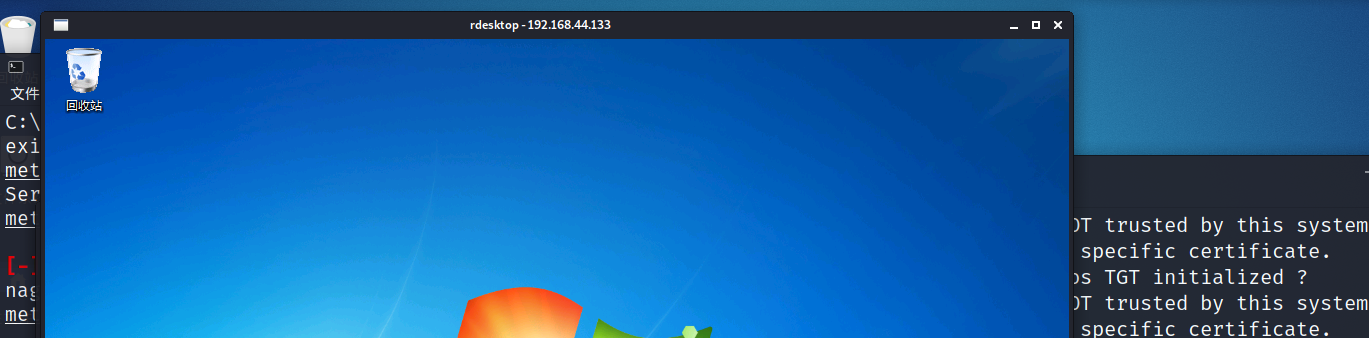 rdesktop - 192.168.44.133
回收站
文件
C:\
exi
met
Ser
met
[-]
nag
met
OT trusted by this system
specific certificate.
os TGT initialized ?
OT trusted by this system
specific certificate.